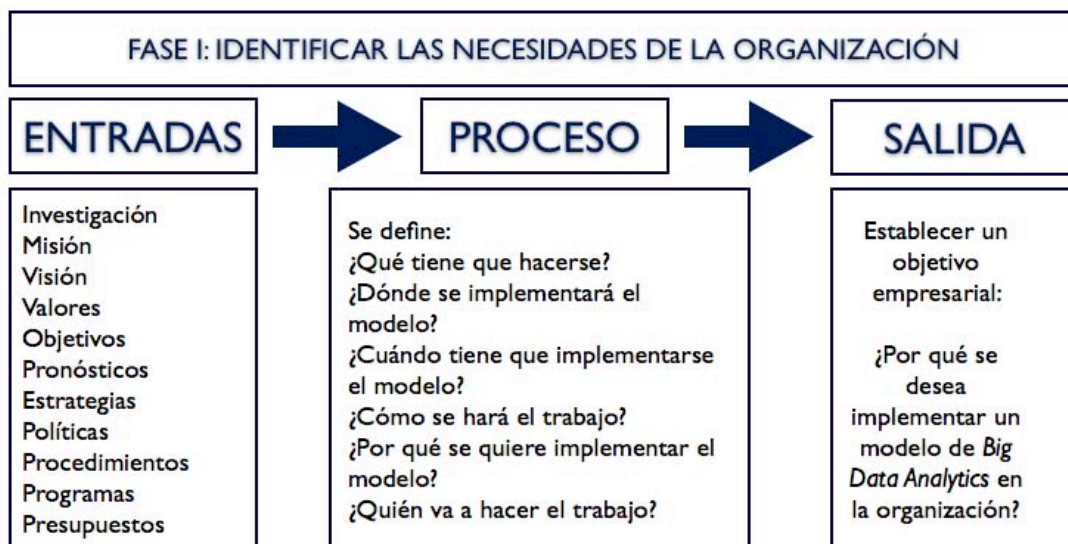 FASE I: IDENTIFICAR LAS NECESIDADES DE LA ORGANIZACIÓN
ENTRADAS
PROCESO
SALIDA
Investigación
Misión
Visión
Valores
Objetivos
Pronósticos
Estrategias
Políticas
Procedimientos
Programas
Presupuestos
Se define:
¿Qué tiene que hacerse?
¿Dónde se implementará el
modelo?
¿Cuándo tiene que implementarse
el modelo?
¿Cómo se hará el trabajo?
¿Por qué se quiere implementar el
modelo?
¿Quién va a hacer el trabajo?
Establecer un
objetivo
empresarial:
¿Por qué se
desea
implementar un
modelo de Big
Data Analytics en
la organización?